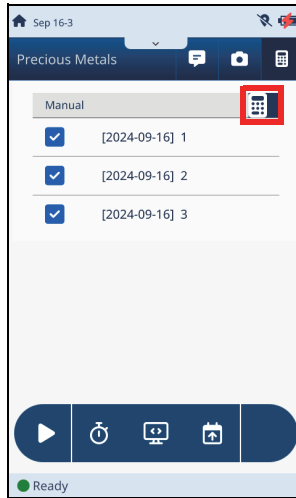 Sep 16-3
Precious Metals
Manual
[2024-09-16] 1
[2024-09-16] 2
[2024-09-16] 3
Ready